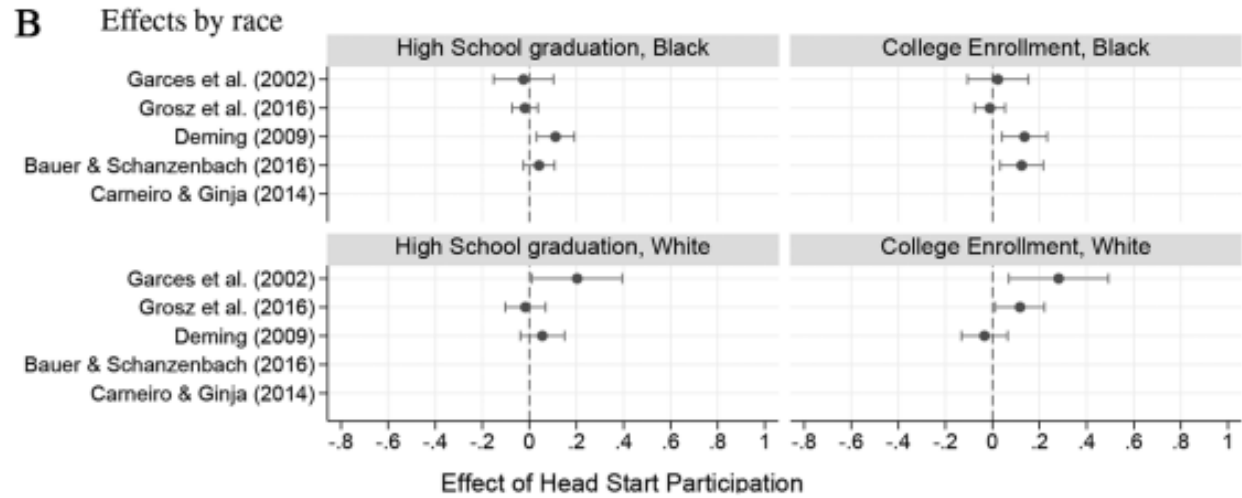 B Effects by race
High School graduation, Black
College Enrollment, Black
Garces et al. (2002)
Grosz et al. (2016)
Deming (2009)
Bauer & Schanzenbach (2016)
Carneiro & Ginja (2014)
High School graduation, White
College Enrollment, White
Garces et al. (2002)
Grosz et al. (2016)
Deming (2009)
Bauer & Schanzenbach (2016)
Carneiro & Ginja (2014)
-.8 -.6 -.4 -.2 0 .2 .4 .6 .8 1
-.8 -.6 -.4 -.2 0 .2 .4 .6 .8 1
Effect of Head Start Participation